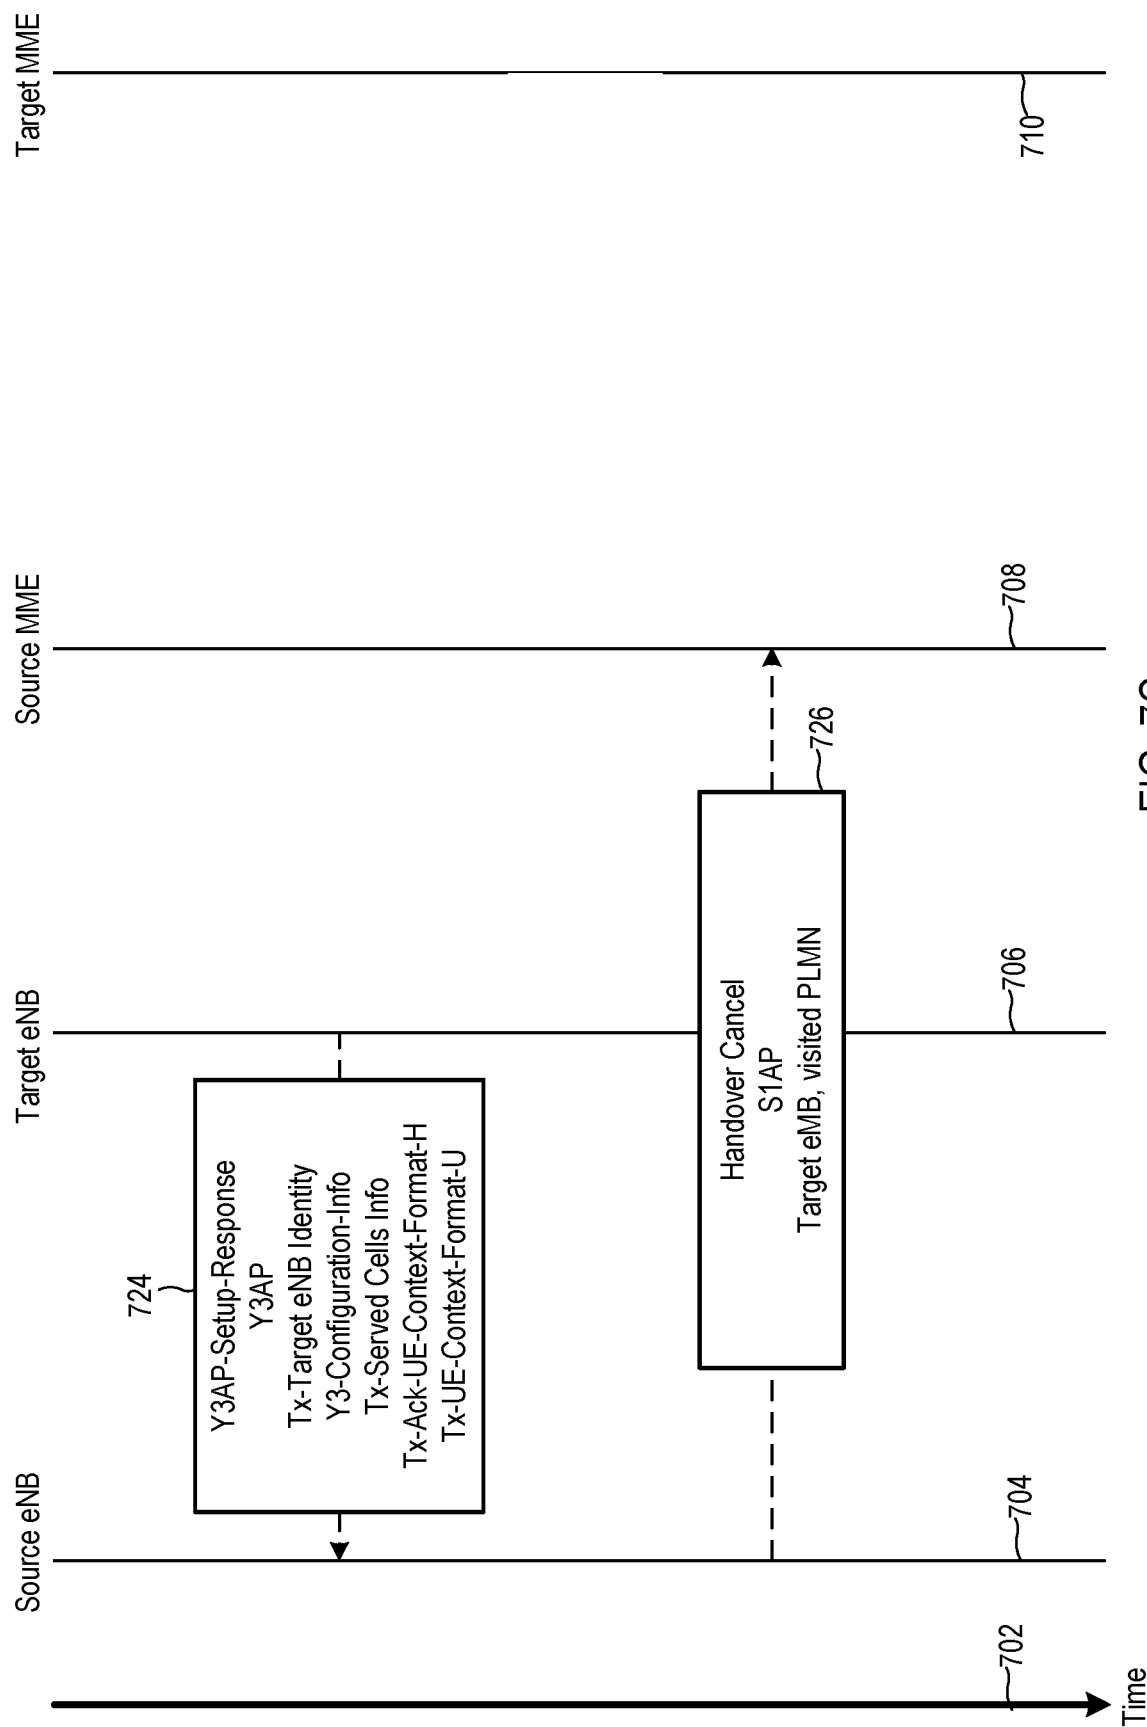 Source eNB
Target eNB
Source MME
Target MME
724
Y3AP-Setup-Response
Y3AP
Tx-Target eNB Identity
Y3-Configuration-Info
Tx-Served Cells Info
Tx-Ack-UE-Context-Format-H
Tx-UE-Context-Format-U
Handover Cancel
S1AP
Target eMB, visited PLMN
726
702
704
706
708
710
Time
FIG.